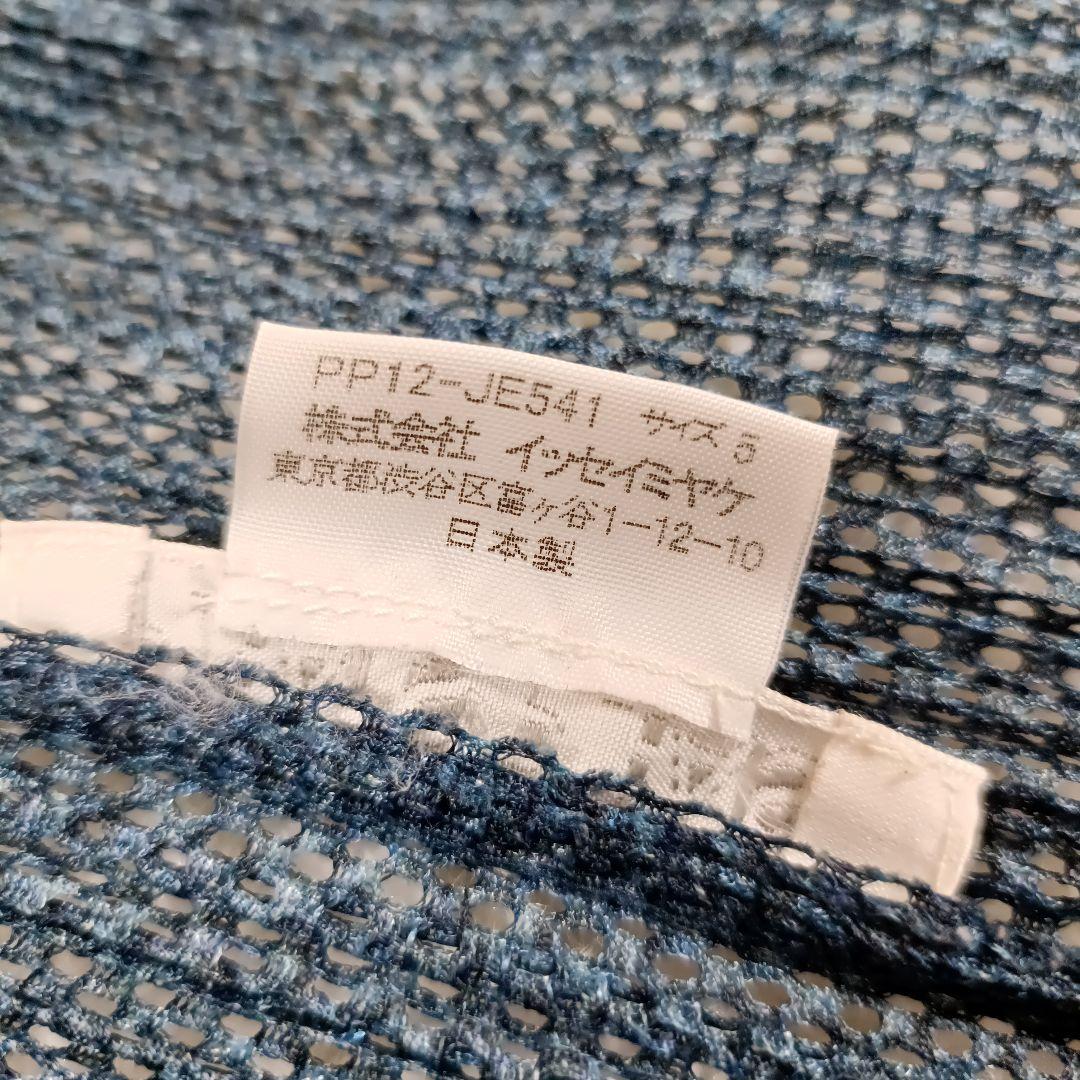 PP12-JE541 サイズ 5
株式会社 イッセイミヤケ
東京都渋谷区富ヶ谷1-12-10
日本製